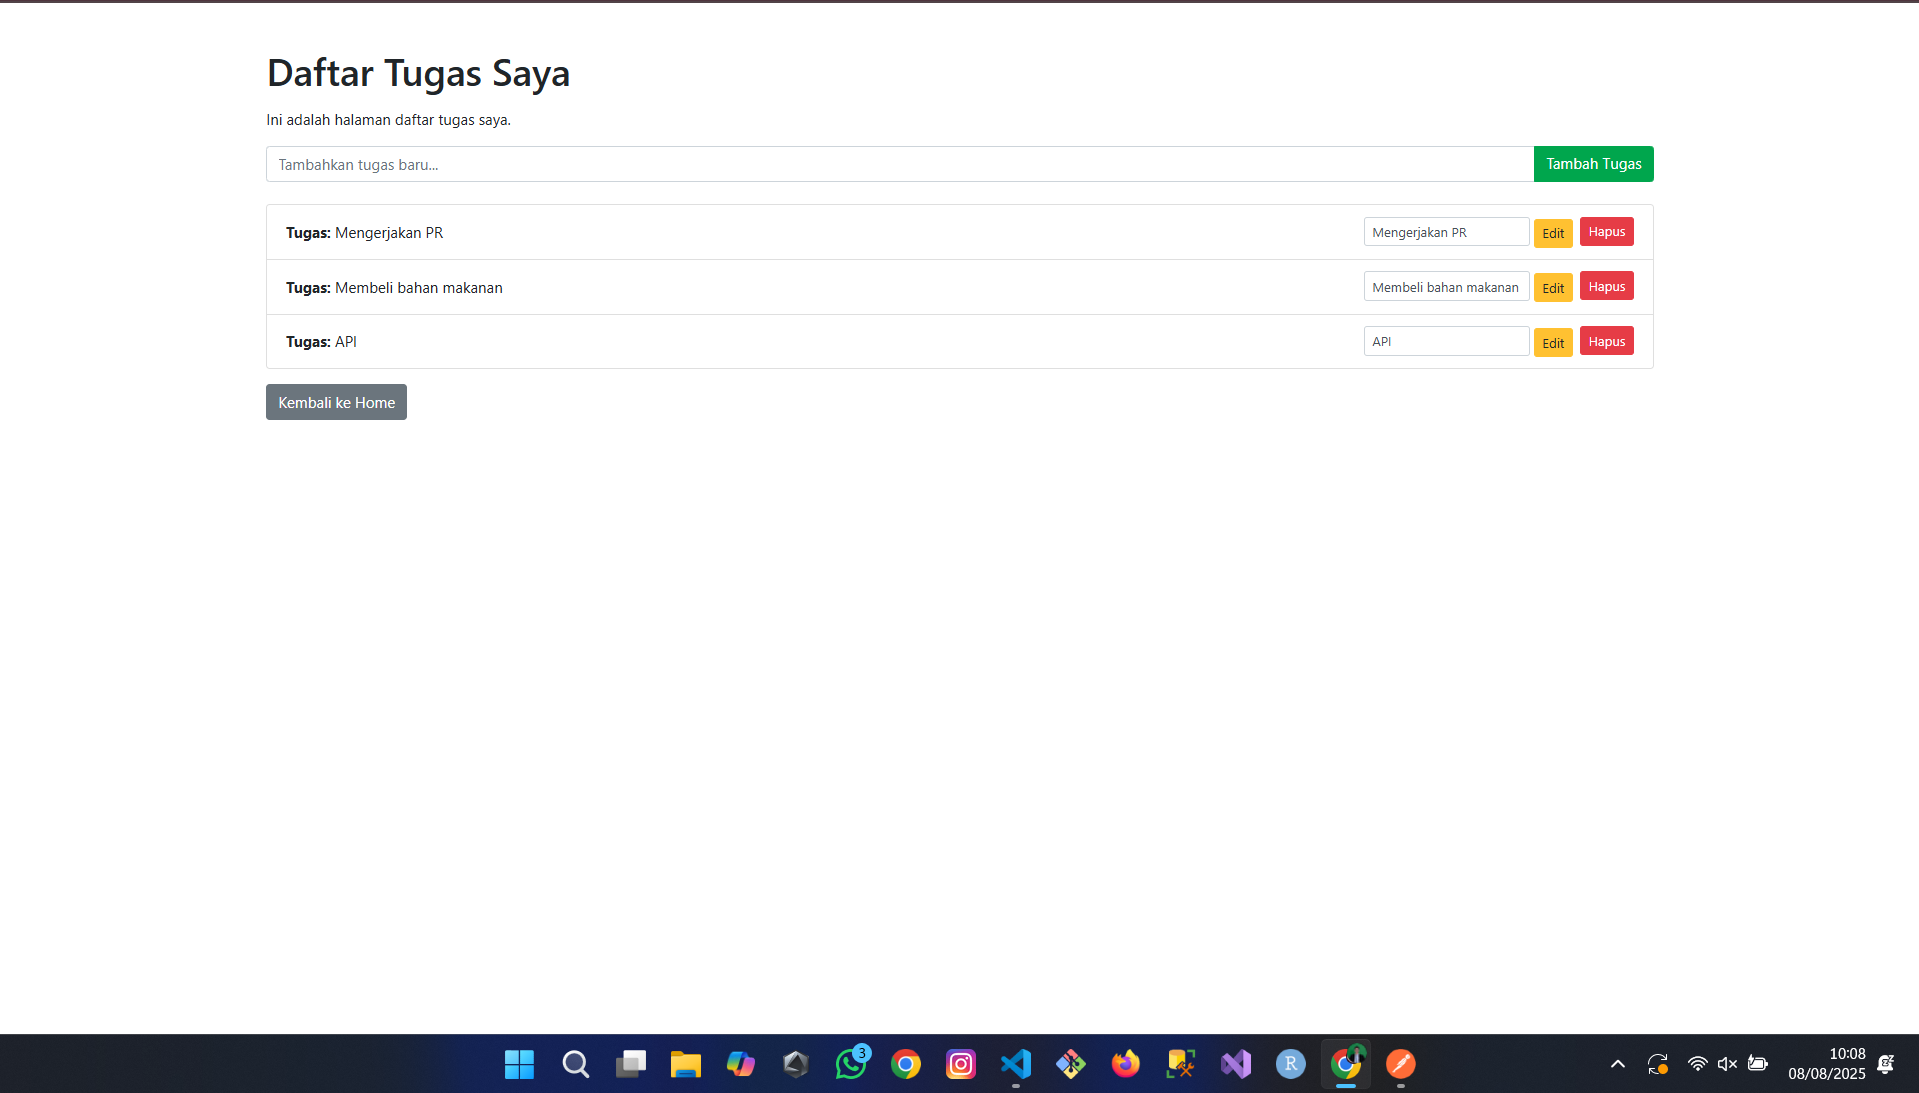 Daftar Tugas Saya
Ini adalah halaman daftar tugas saya.
Tambahkan tugas baru... Tambah Tugas
Tugas: Mengerjakan PR Mengerjakan PR Edit Hapus
Tugas: Membeli bahan makanan Membeli bahan makanan Edit Hapus
Tugas: API API Edit Hapus
Kembali ke Home
3
R
10:08
08/08/2025